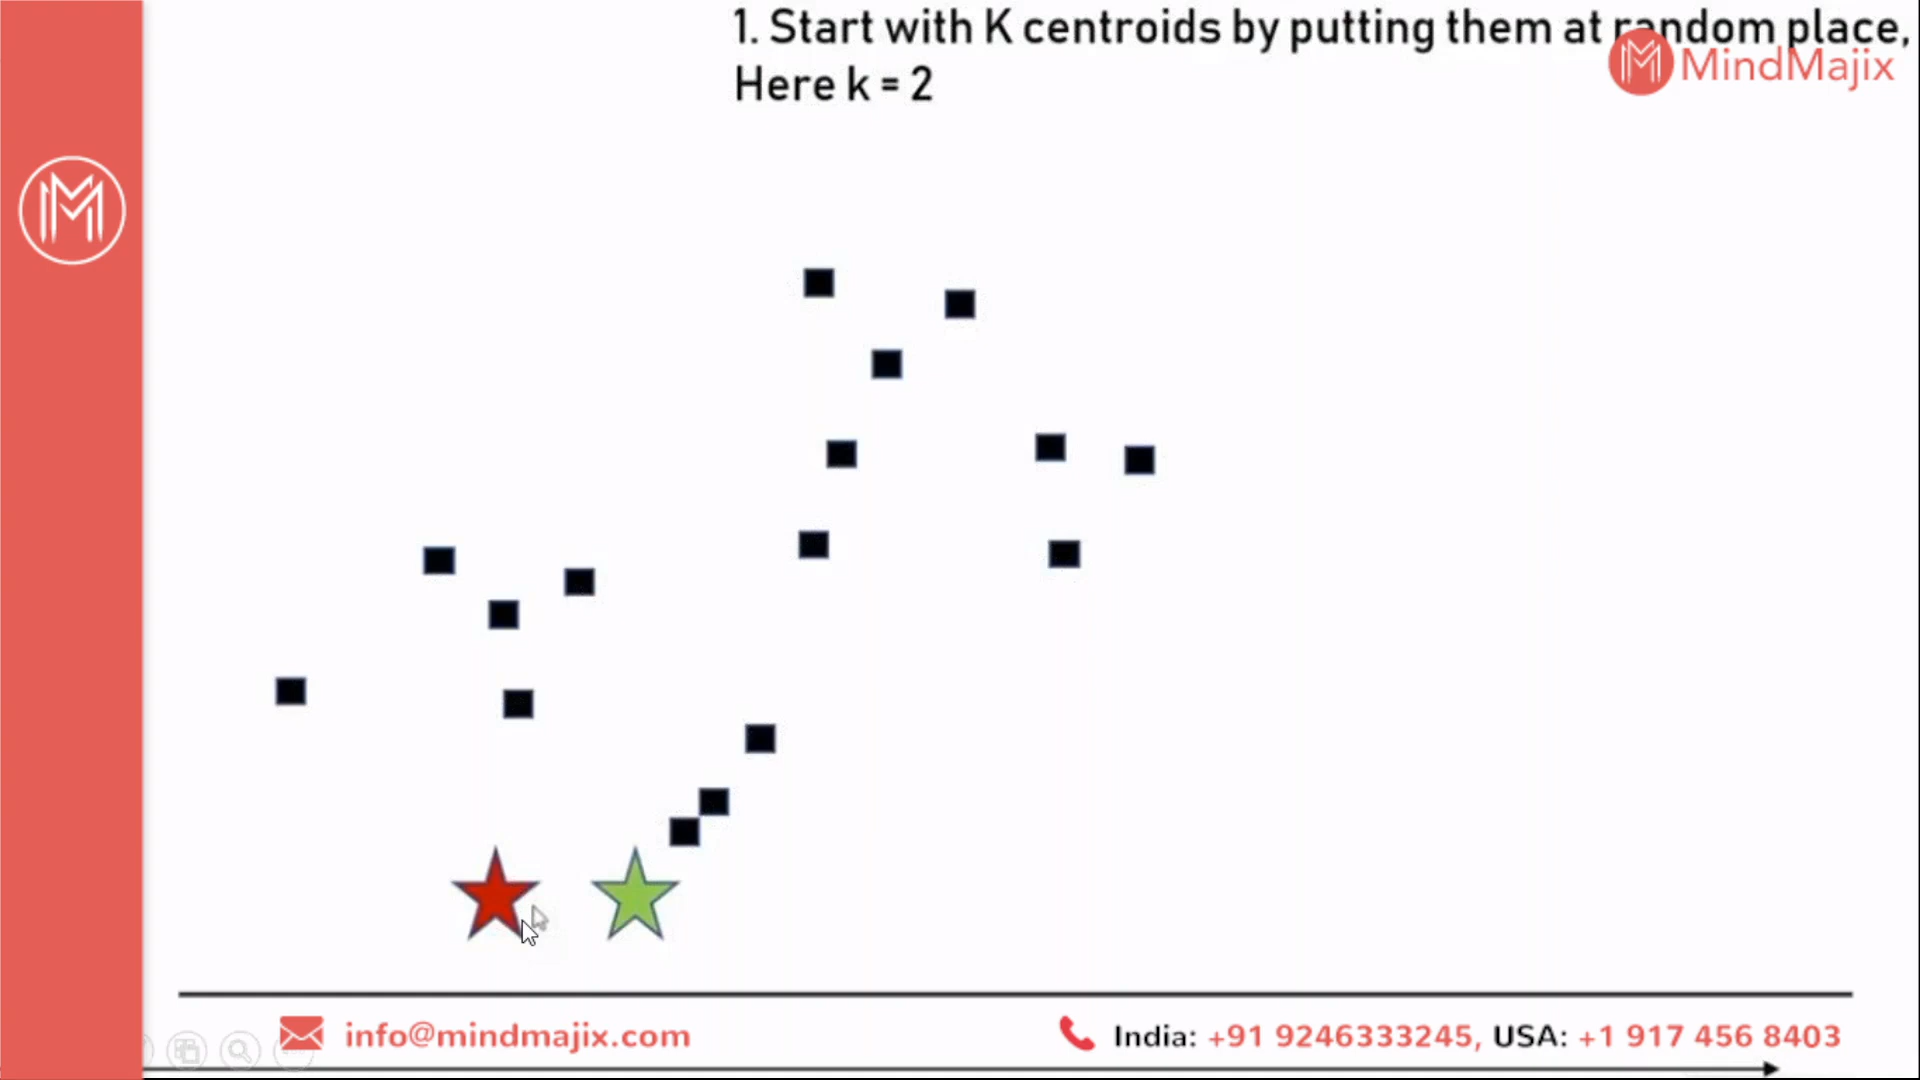 1. Start with K centroids by putting them at random place,
Here k = 2
MindMajix
info@mindmajix.com
India: +91 9246333245, USA: +1 917 456 8403